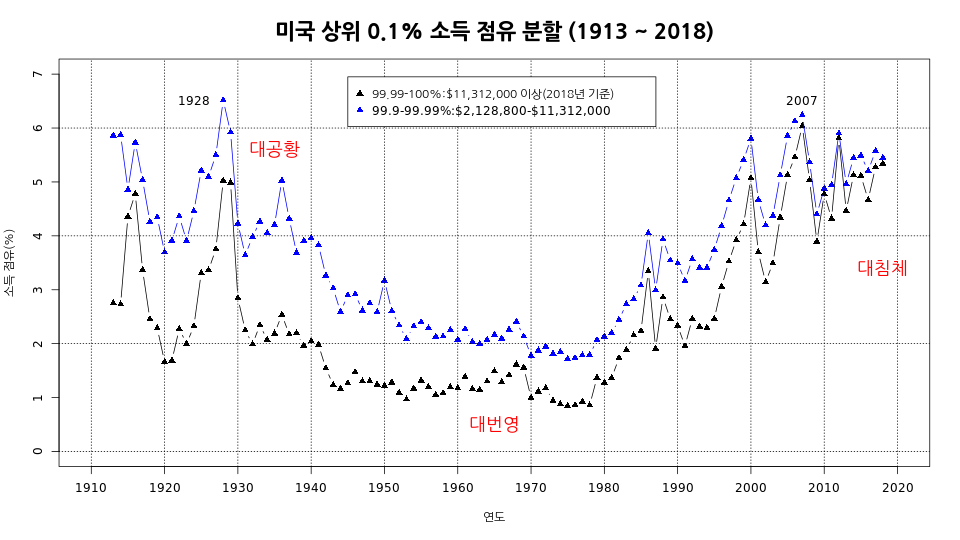 미국 상위 0.1% 소득 점유 분할 (1913 ~ 2018)
99.99-100%:$11,312,000 이상(2018년 기준)
99.9-99.99%:$2,128,800-$11,312,000
1928
2007
대공황
대침체
대번영
소득 점유(%)
7
6
5
4
3
2
1
0
1910 1920 1930 1940 1950 1960 1970 1980 1990 2000 2010 2020
연도